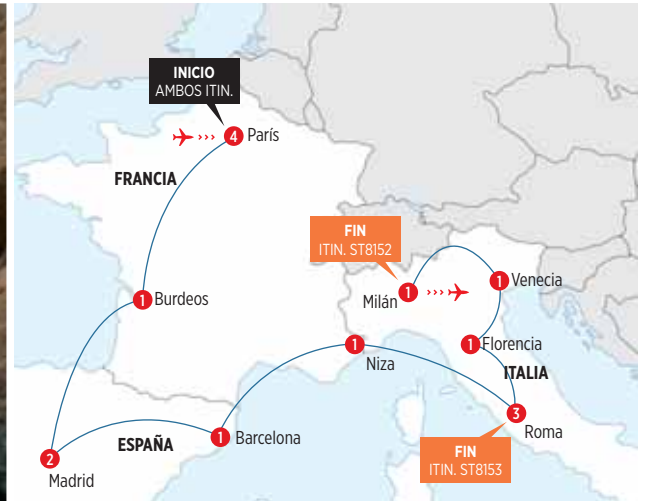 INICIO
AMBOS ITIN.
4 París
FRANCIA
FIN
ITIN. ST8152
1 Venecia
Milán 1
1 Burdeos
1 Florencia
1
Niza
ITALIA
3
Roma
ESPAÑA
1 Barcelona
FIN
ITIN. ST8153
2
Madrid